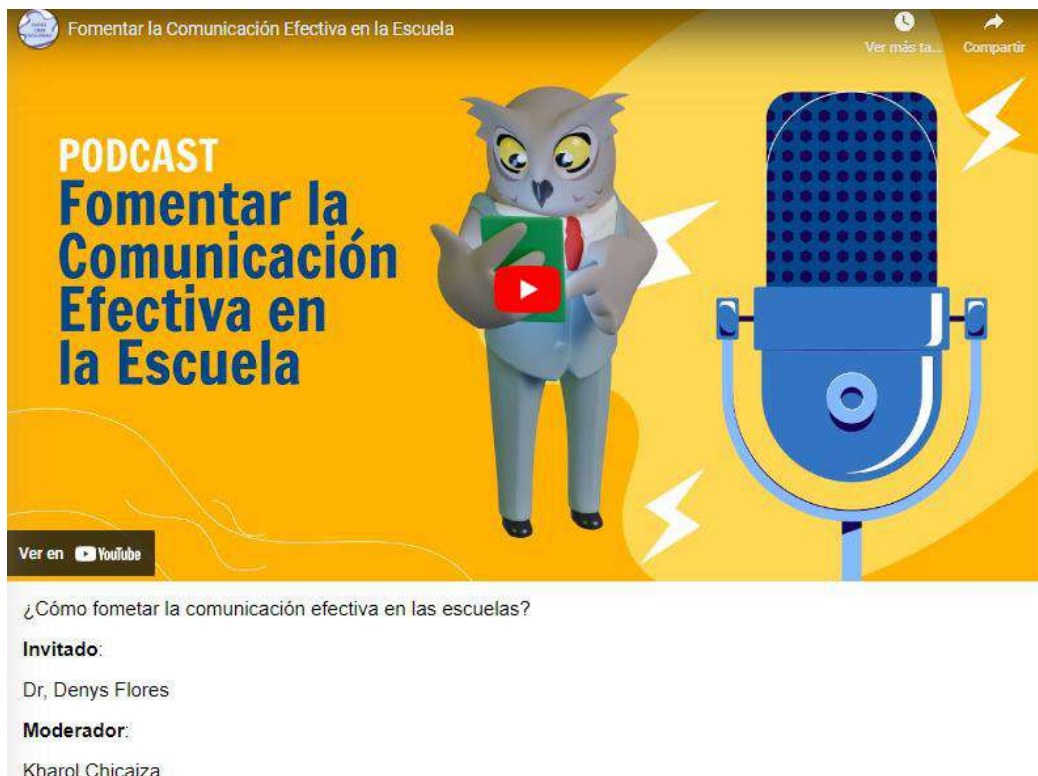 Fomentar la Comunicación Efectiva en la Escuela
Ver más ta...
Compartir
PODCAST
Fomentar la
Comunicación
Efectiva en
la Escuela
Ver en YouTube
¿Cómo fometar la comunicación efectiva en las escuelas?
Invitado:
Dr, Denys Flores
Moderador:
Kharol Chicaiza